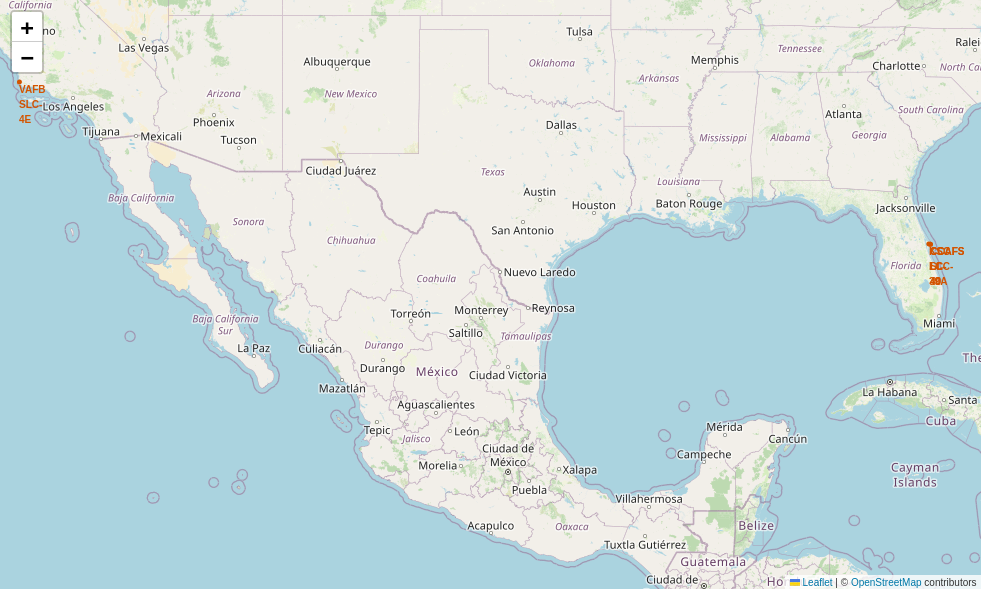 California
+
no
−
Las Vegas
Tulsa
Ralei
Albuquerque
Oklahoma
Memphis
Tennessee
Charlotte
North Ca
VAFB
SLC-
4E
Los Angeles
Arizona
New Mexico
Arkansas
South Carolina
Atlanta
Phoenix
Tijuana
Mexicali
Tucson
Dallas
Mississippi
Alabama
Georgia
Ciudad Juárez
Texas
Louisiana
Baja California
Austin
Houston
Baton Rouge
Jacksonville
Sonora
San Antonio
Chihuahua
Florida
Coahuila
Nuevo Laredo
Baja California
Sur
Torreón
Monterrey
Reynosa
Miami
Saltillo
Tamaulipas
La Paz
Culiacán
Durango
Durango
México
Ciudad Victoria
The
Mazatlán
La Habana
Santa
Aguascalientes
Cuba
Tepic
Jalisco
León
Mérida
Cancún
Ciudad de
México
Campeche
Morelia
Xalapa
Cayman
Islands
Puebla
Villahermosa
Acapulco
Oaxaca
Belize
Tuxtla Gutiérrez
Guatemala
Ciudad de
Ho
Leaflet | © OpenStreetMap contributors